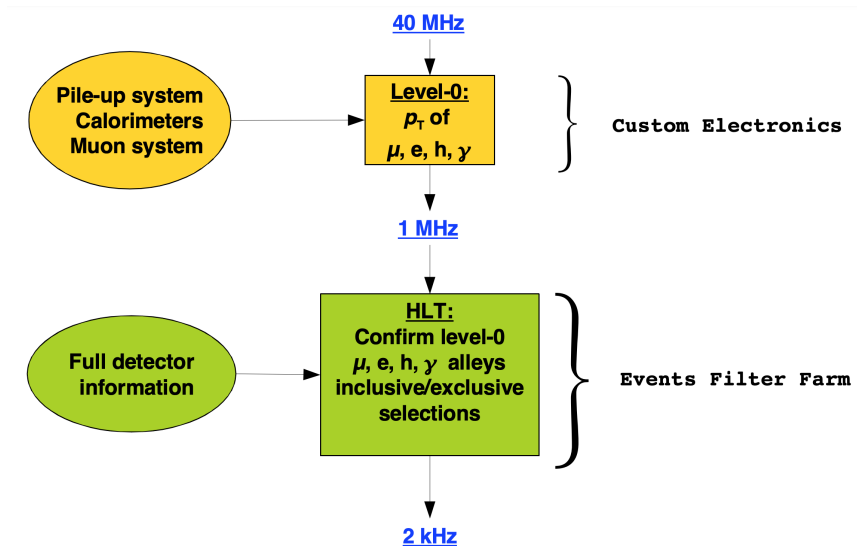 40 MHz
Pile-up system
Calorimeters
Muon system
Level-0:
pT of
μ, e, h, γ
Custom Electronics
1 MHz
Full detector
information
HLT:
Confirm level-0
μ, e, h, γ alleys
inclusive/exclusive
selections
Events Filter Farm
2 kHz